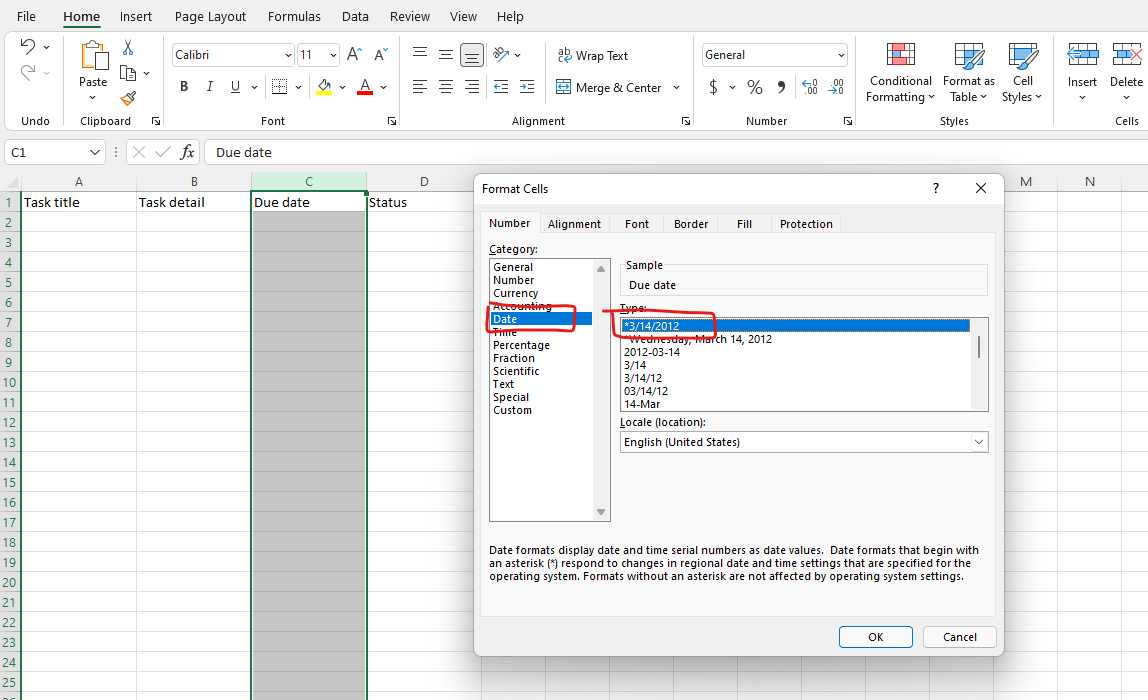 File Home Insert Page Layout Formulas Data Review View Help
Calibri 11 Wrap Text General
Paste Conditional Formatting Format as Table Cell Styles Insert Delete
B I U A Merge & Center $ % 9 .00
Undo Clipboard Font Alignment Number Styles Cells
C1 fx Due date
A B C D M N
1 Task title Task detail Due date Status
2
3
4
5
6
7
8
9
10
11
12
13
14
15
16
17
18
19
20
21
22
23
24
25
Format Cells ?
Number Alignment Font Border Fill Protection
Category:
General
Number
Currency
Accounting
Date
Time
Percentage
Fraction
Scientific
Text
Special
Custom
Sample
Due date
Type:
*3/14/2012
*Wednesday, March 14, 2012
2012-03-14
3/14
3/14/12
03/14/12
14-Mar
Locale (location):
English (United States)
Date formats display date and time serial numbers as date values. Date formats that begin with
an asterisk (*) respond to changes in regional date and time settings that are specified for the
operating system. Formats without an asterisk are not affected by operating system settings.
OK Cancel